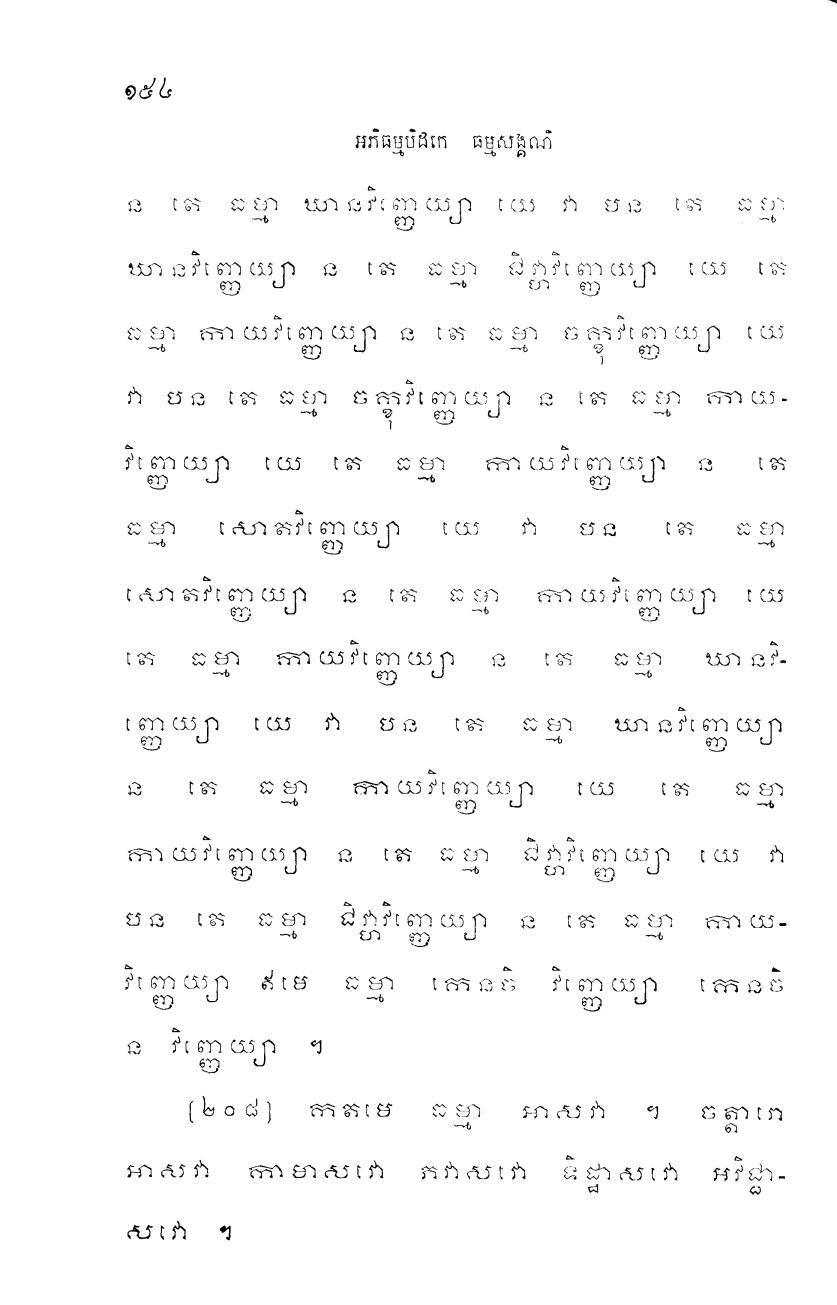 ១៥៤
អភិធម្មបិដកេ ធម្មសង្គណិ
ន តេ ធម្មា ឃានវិញ្ញេយ្យា យេ វា បន តេ ធម្មា
ឃានវិញ្ញេយ្យា ន តេ ធម្មា ជិវ្ហាវិញ្ញេយ្យា យេ តេ
ធម្មា កាយវិញ្ញេយ្យា ន តេ ធម្មា ចក្ខុវិញ្ញេយ្យា យេ
វា បន តេ ធម្មា ចក្ខុវិញ្ញេយ្យា ន តេ ធម្មា កាយ-
វិញ្ញេយ្យា យេ តេ ធម្មា កាយវិញ្ញេយ្យា ន តេ
ធម្មា សោតវិញ្ញេយ្យា យេ វា បន តេ ធម្មា
សោតវិញ្ញេយ្យា ន តេ ធម្មា កាយវិញ្ញេយ្យា យេ
តេ ធម្មា កាយវិញ្ញេយ្យា ន តេ ធម្មា ឃានវិ-
ញ្ញេយ្យា យេ វា បន តេ ធម្មា ឃានវិញ្ញេយ្យា
ន តេ ធម្មា កាយវិញ្ញេយ្យា យេ តេ ធម្មា
កាយវិញ្ញេយ្យា ន តេ ធម្មា ជិវ្ហាវិញ្ញេយ្យា យេ វា
បន តេ ធម្មា ជិវ្ហាវិញ្ញេយ្យា ន តេ ធម្មា កាយ-
វិញ្ញេយ្យា ឥមេ ធម្មា កេនចិ វិញ្ញេយ្យា កេនចិ
ន វិញ្ញេយ្យា ។
[២០៨] កតមេ ធម្មា អាសវា ។ ចត្តារោ
អាសវា កាមាសវោ ភវាសវោ ទិដ្ឋាសវោ អវិជ្ជា-
សវោ ។